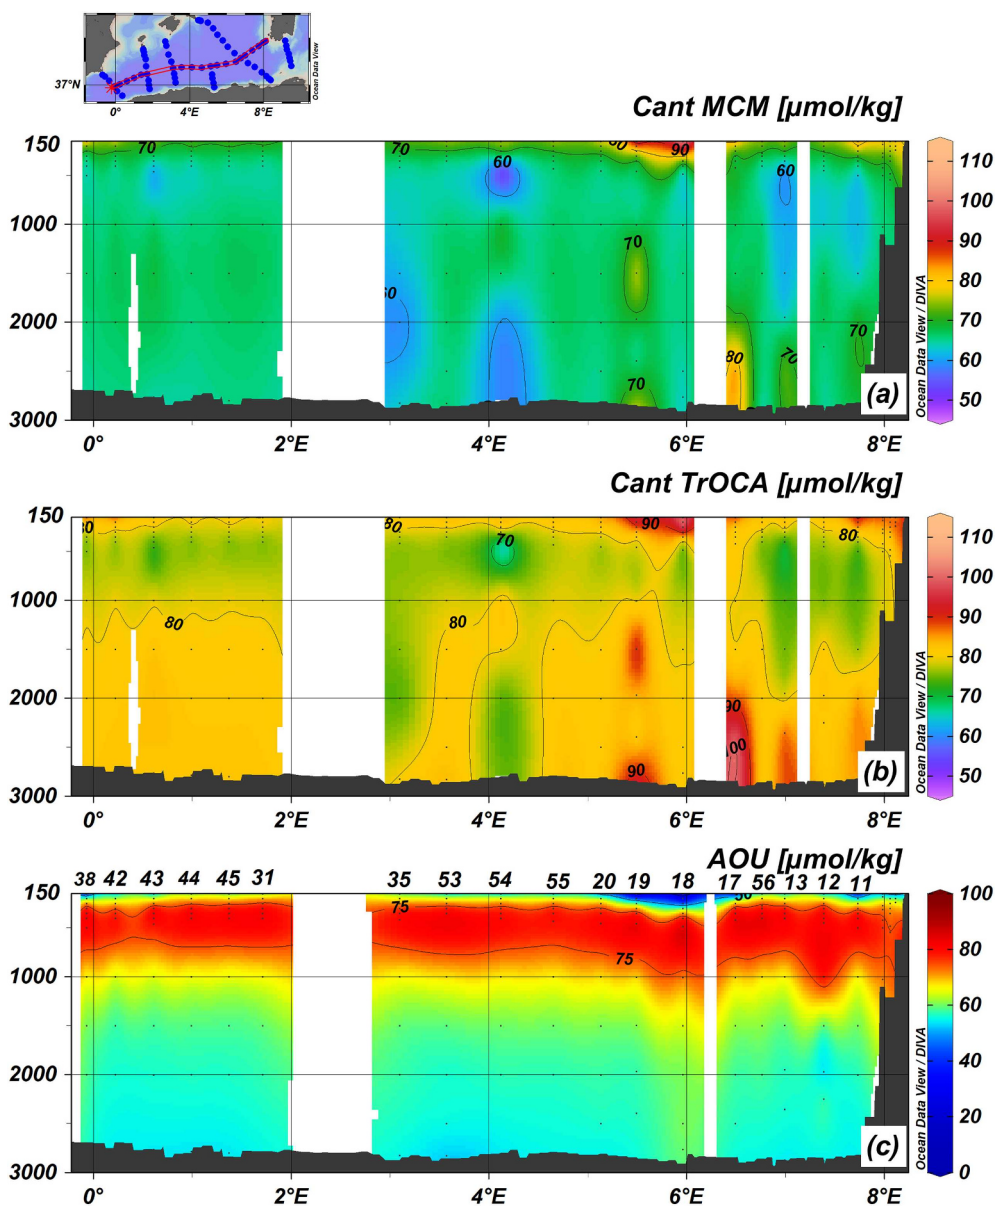 37°N
0°
4°E
8°E
Ocean Data View
Cant MCM [µmol/kg]
150
1000
2000
3000
0°
2°E
4°E
6°E
8°E
70
70
60
80
90
60
60
70
70
80
70
70
(a)
110
100
90
80
70
60
50
Ocean Data View / DIVA
Cant TrOCA [µmol/kg]
150
1000
2000
3000
0°
2°E
4°E
6°E
8°E
80
80
80
70
80
90
90
90
100
80
(b)
110
100
90
80
70
60
50
Ocean Data View / DIVA
AOU [µmol/kg]
38 42 43 44 45 31 35 53 54 55 20 19 18 17 56 13 12 11
150
1000
2000
3000
0°
2°E
4°E
6°E
8°E
75
75
50
(c)
100
80
60
40
20
0
Ocean Data View / DIVA